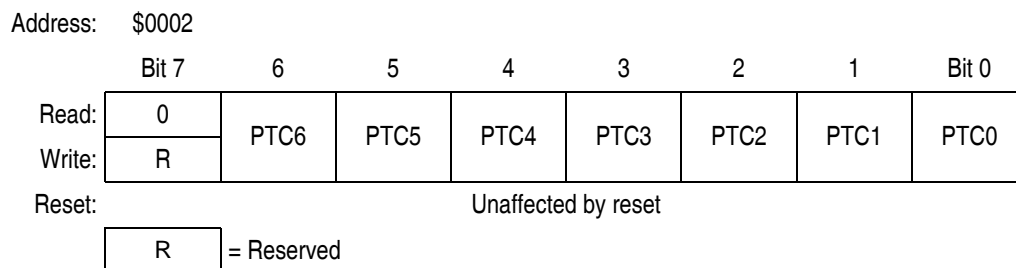 Address: $0002
Bit 7 6 5 4 3 2 1 Bit 0
Read: 0 PTC6 PTC5 PTC4 PTC3 PTC2 PTC1 PTC0
Write: R
Reset: Unaffected by reset
R = Reserved